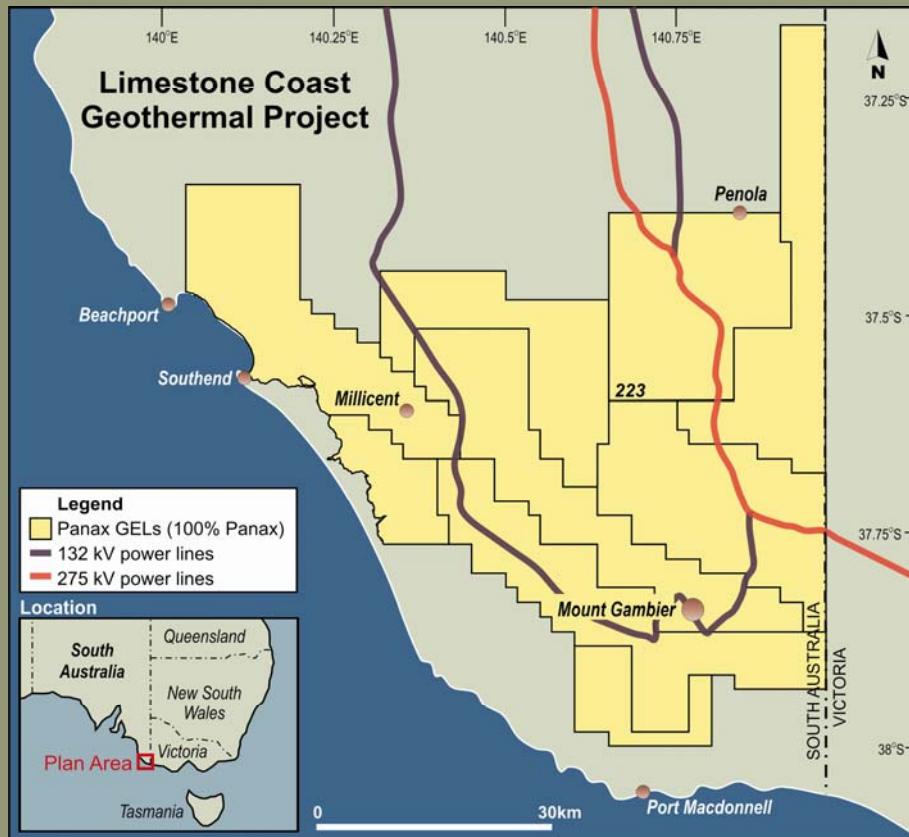 140°E
140.25°E
140.5°E
140.75°E
Limestone Coast
Geothermal Project
N
37.25°S
Penola
Beachport
37.5°S
Southend
Millicent
223
Legend
Panax GELs (100% Panax)
132 kV power lines
275 kV power lines
37.75°S
Mount Gambier
Location
South
Australia
Queensland
New South
Wales
Victoria
Plan Area
Tasmania
SOUTH AUSTRALIA
VICTORIA
38°S
0
30km
Port Macdonnell